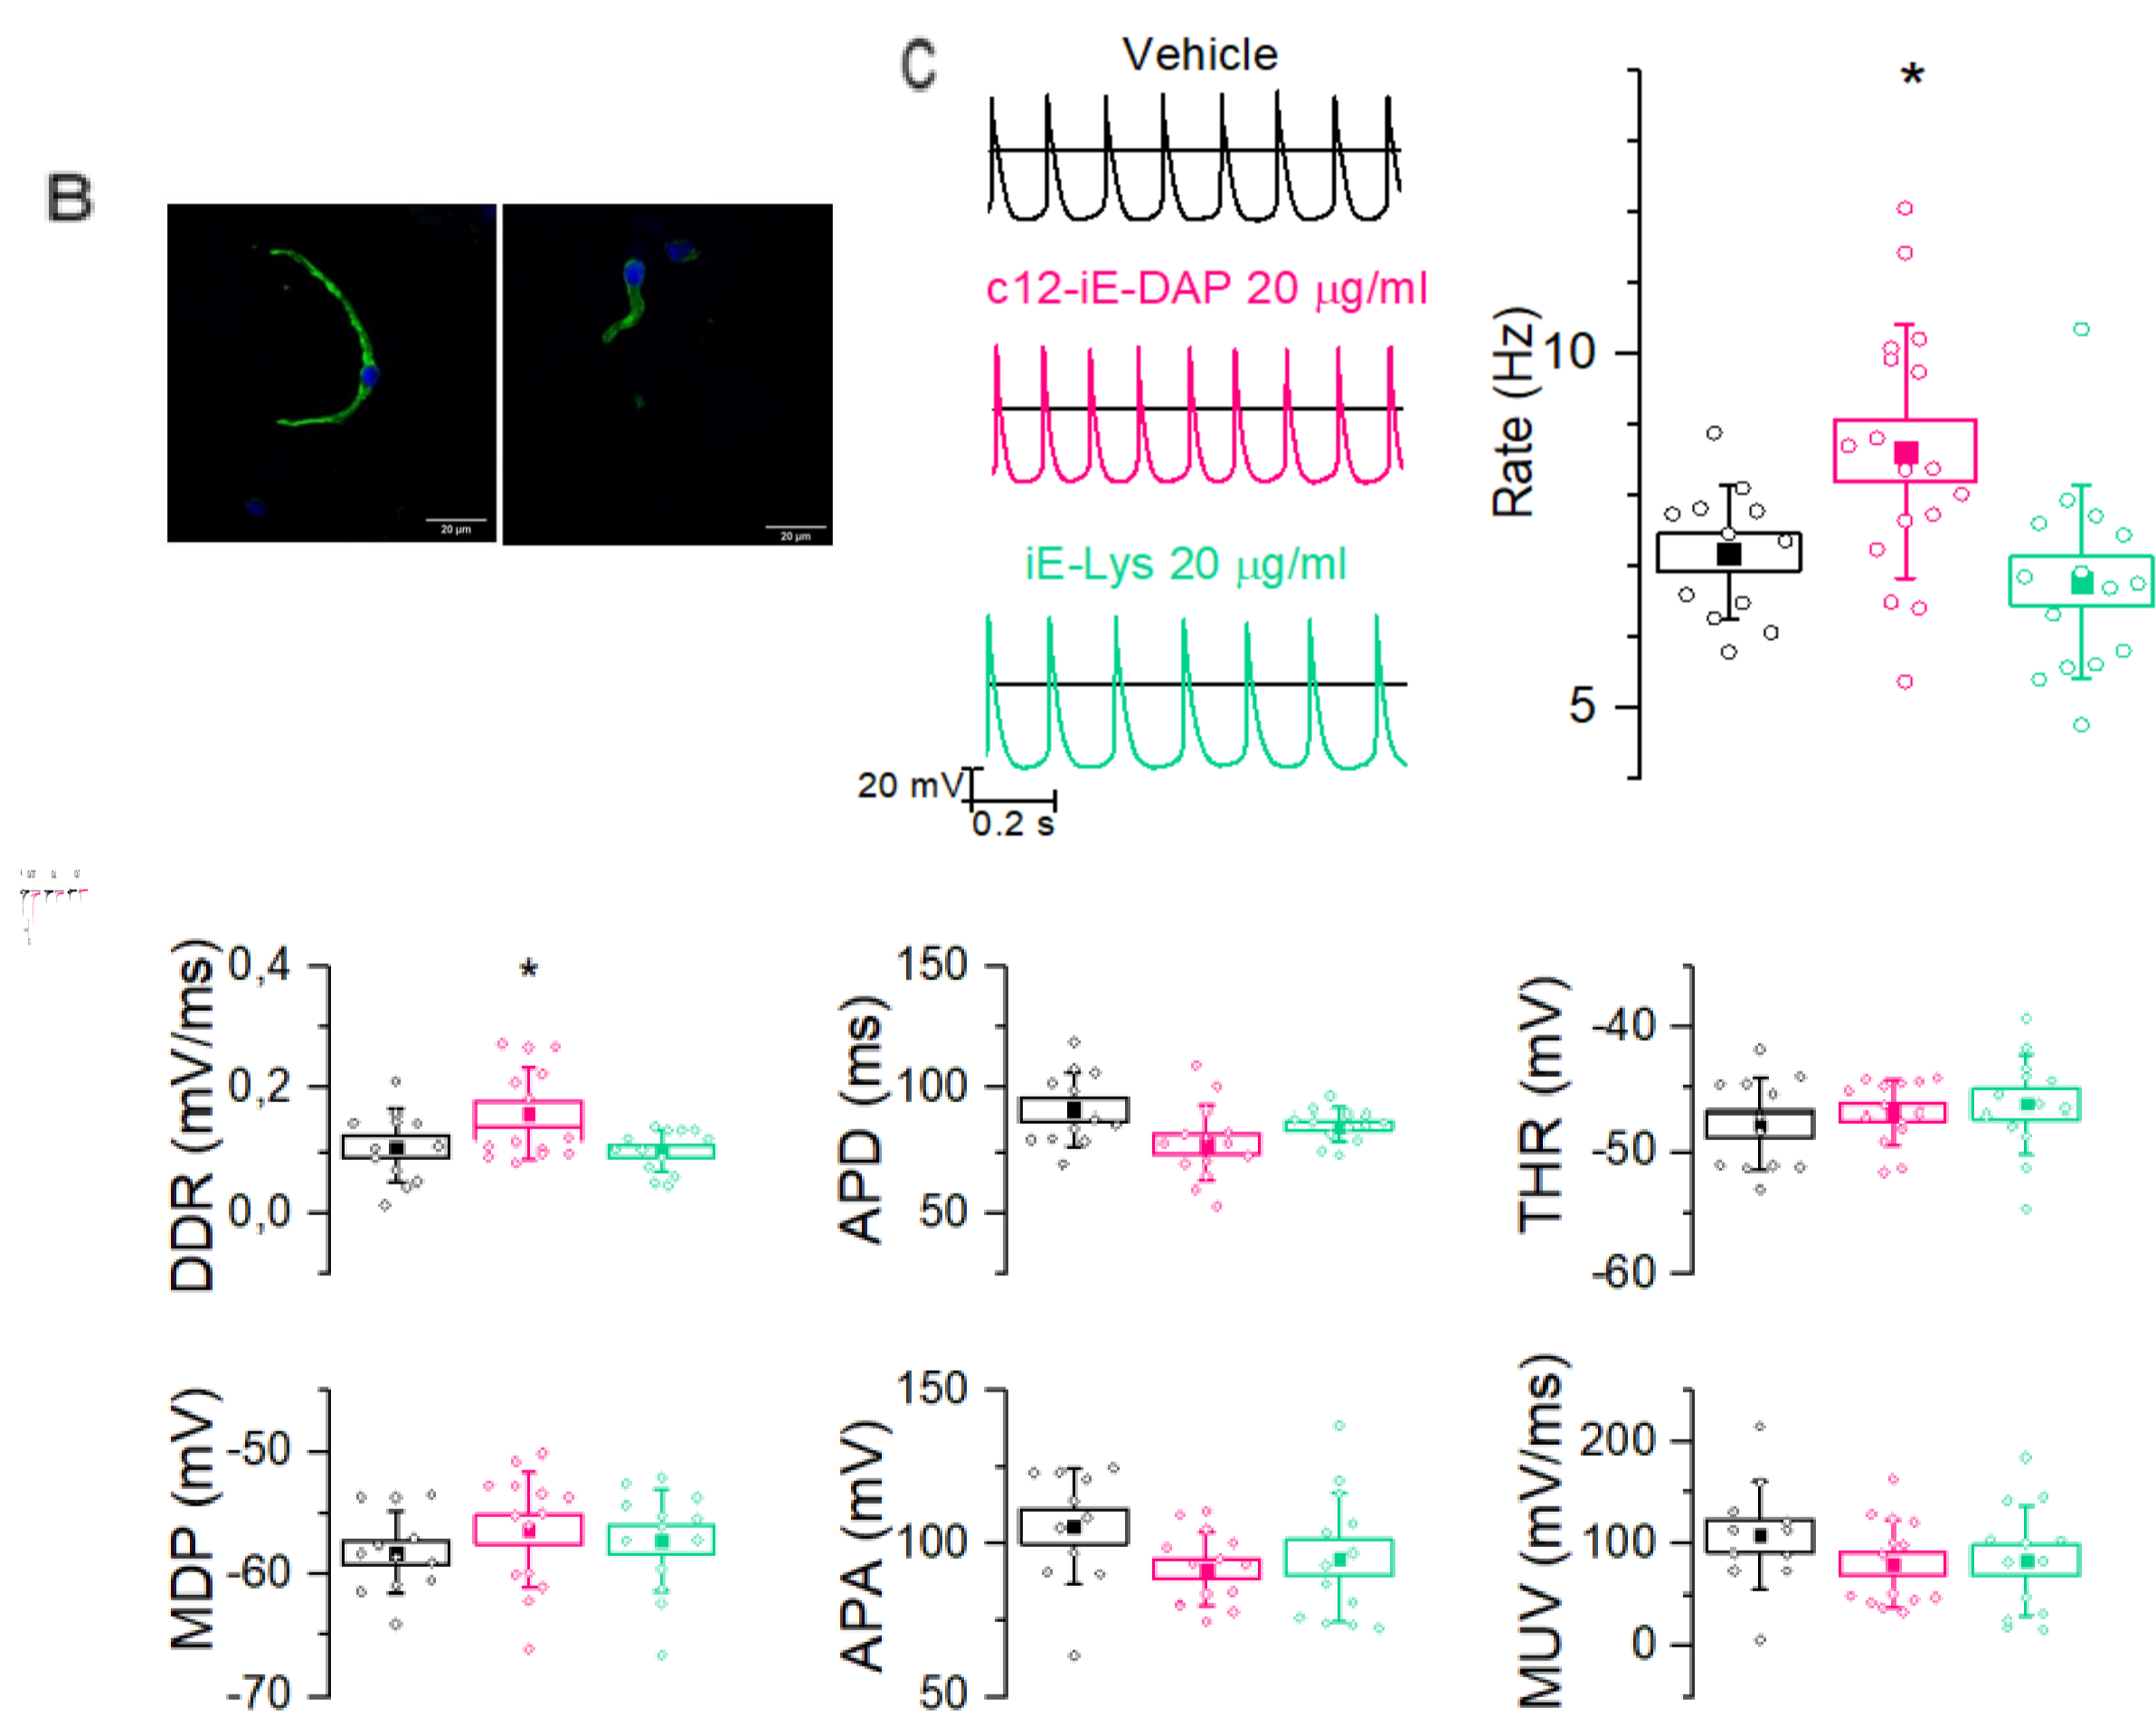 C
Vehicle
*
B
c12-iE-DAP 20 µg/ml
Rate (Hz)
10
5
iE-Lys 20 µg/ml
20 µm
20 µm
20 mV
0.2 s
DDR (mV/ms)
0,4
0,2
0,0
*
APD (ms)
150
100
50
THR (mV)
-40
-50
-60
MDP (mV)
-50
-60
-70
APA (mV)
150
100
50
MUV (mV/ms)
200
100
0